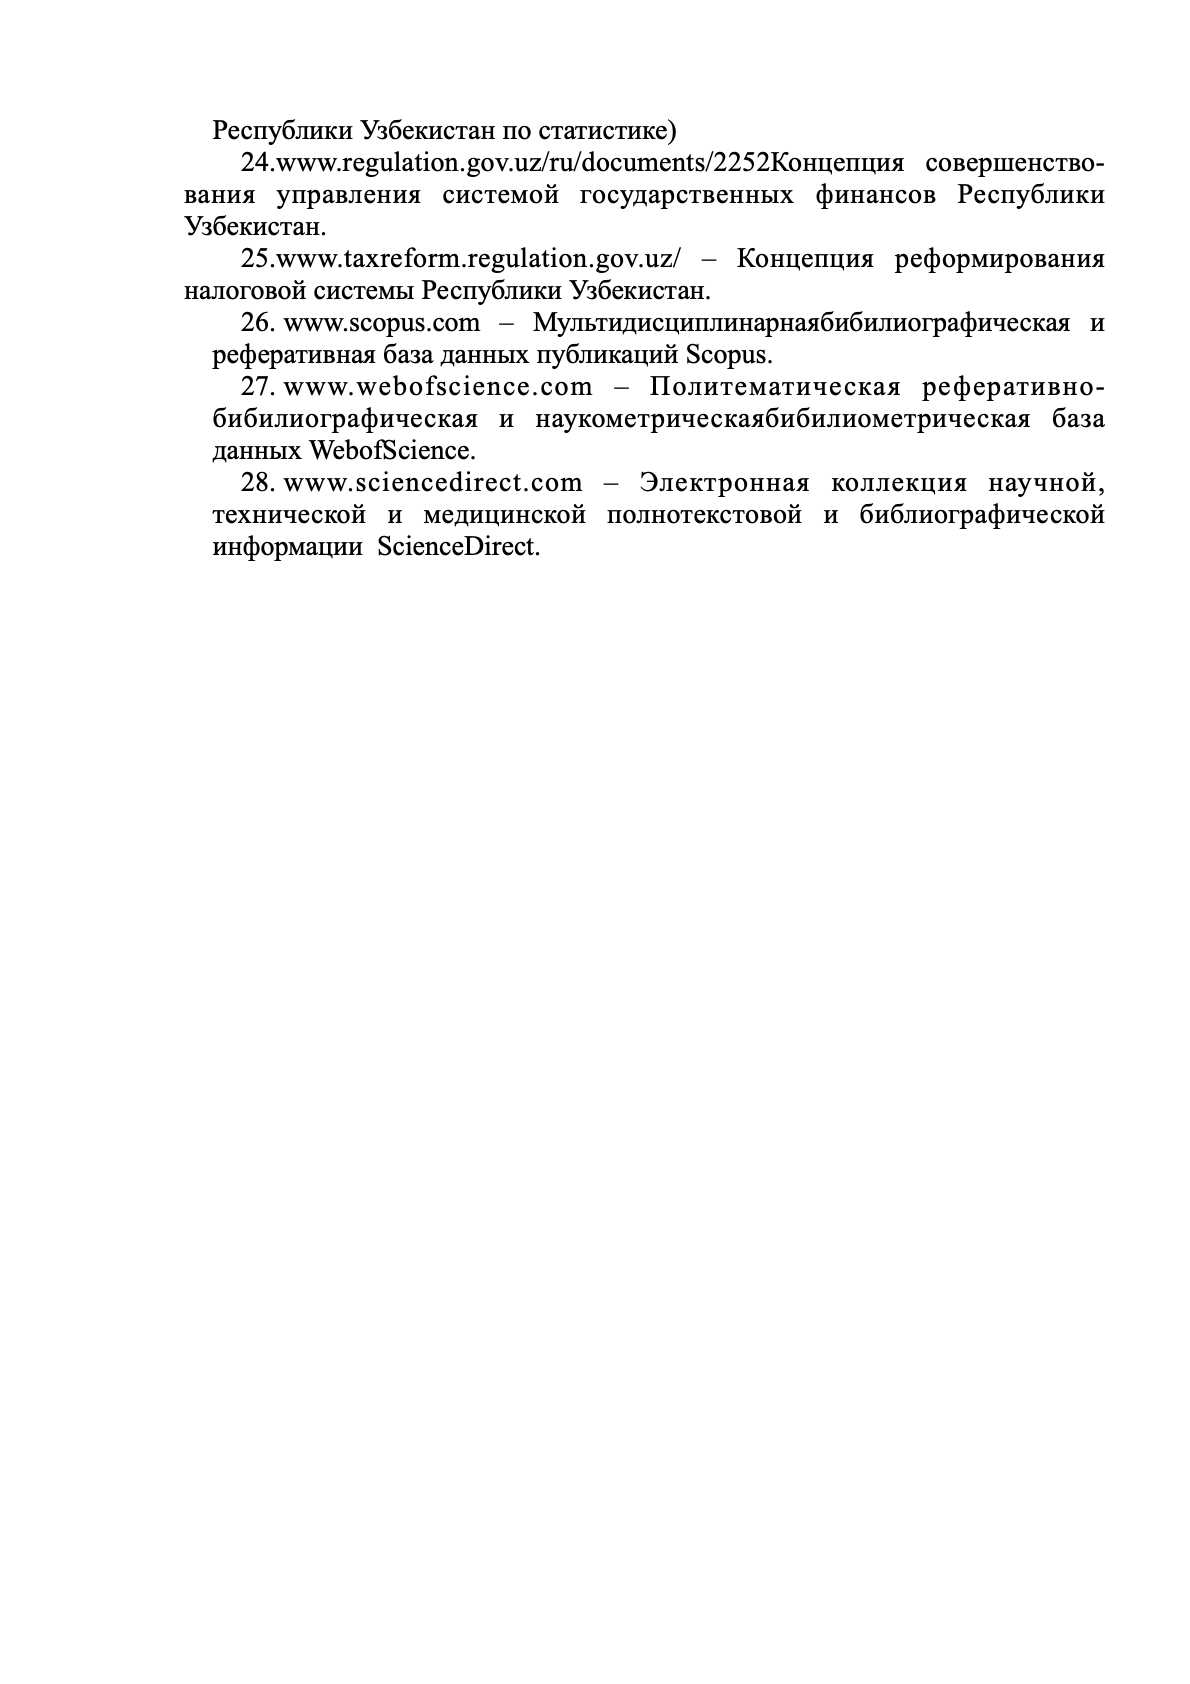 Республики Узбекистан по статистике)
24.www.regulation.gov.uz/ru/documents/2252Концепция совершенство-
вания управления системой государственных финансов Республики
Узбекистан.
25.www.taxreform.regulation.gov.uz/ – Концепция реформирования
налоговой системы Республики Узбекистан.
26. www.scopus.com – Мультидисциплинарнаябибилиографическая и
реферативная база данных публикаций Scopus.
27. www.webofscience.com – Политематическая реферативно-
бибилиографическая и наукометрическаябибилиометрическая база
данных WebofScience.
28. www.sciencedirect.com – Электронная коллекция научной,
технической и медицинской полнотекстовой и библиографической
информации ScienceDirect.